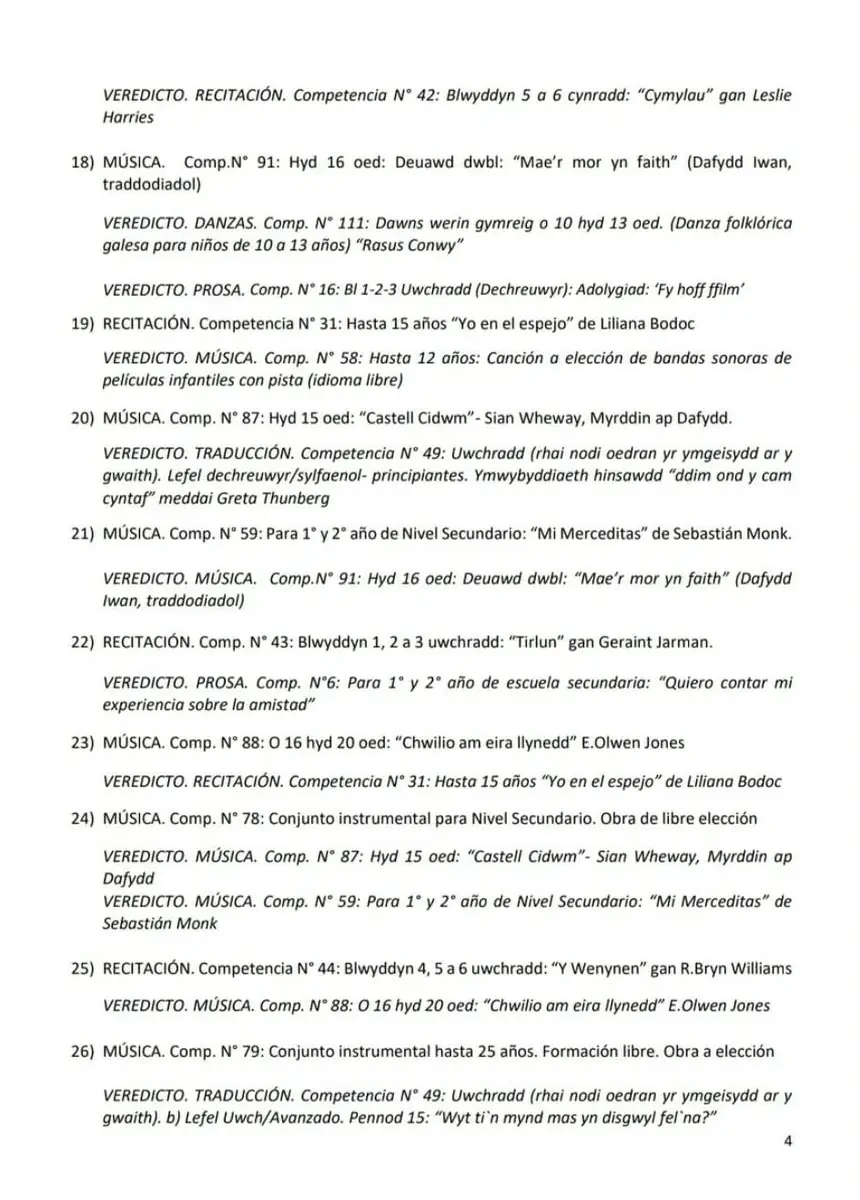 VEREDICTO. RECITACIÓN. Competencia N° 42: Blwyddyn 5 a 6 cynradd: “Cymylau” gan Leslie
Harries
18) MÚSICA. Comp.N° 91: Hyd 16 oed: Deuawd dwbl: “Mae’r mor yn faith” (Dafydd Iwan,
traddodiadol)
VEREDICTO. DANZAS. Comp. N° 111: Dawns werin gymreig o 10 hyd 13 oed. (Danza folklórica
galesa para niños de 10 a 13 años) “Rasus Conwy”
VEREDICTO. PROSA. Comp. N° 16: Bl 1-2-3 Uwchradd (Dechreuwyr): Adolygiad: ‘Fy hoff ffilm’
19) RECITACIÓN. Competencia N° 31: Hasta 15 años “Yo en el espejo” de Liliana Bodoc
VEREDICTO. MÚSICA. Comp. N° 58: Hasta 12 años: Canción a elección de bandas sonoras de
películas infantiles con pista (idioma libre)
20) MÚSICA. Comp. N° 87: Hyd 15 oed: “Castell Cidwm”- Sian Wheway, Myrddin ap Dafydd.
VEREDICTO. TRADUCCIÓN. Competencia N° 49: Uwchradd (rhai nodi oedran yr ymgeisydd ar y
gwaith). Lefel dechreuwyr/sylfaenol- principiantes. Ymwybyddiaeth hinsawdd “ddim ond y cam
cyntaf” meddai Greta Thunberg
21) MÚSICA. Comp. N° 59: Para 1° y 2° año de Nivel Secundario: “Mi Merceditas” de Sebastián Monk.
VEREDICTO. MÚSICA. Comp.N° 91: Hyd 16 oed: Deuawd dwbl: “Mae’r mor yn faith” (Dafydd
Iwan, traddodiadol)
22) RECITACIÓN. Comp. N° 43: Blwyddyn 1, 2 a 3 uwchradd: “Tirlun” gan Geraint Jarman.
VEREDICTO. PROSA. Comp. N°6: Para 1° y 2° año de escuela secundaria: “Quiero contar mi
experiencia sobre la amistad”
23) MÚSICA. Comp. N° 88: O 16 hyd 20 oed: “Chwilio am eira llynedd” E.Olwen Jones
VEREDICTO. RECITACIÓN. Competencia N° 31: Hasta 15 años “Yo en el espejo” de Liliana Bodoc
24) MÚSICA. Comp. N° 78: Conjunto instrumental para Nivel Secundario. Obra de libre elección
VEREDICTO. MÚSICA. Comp. N° 87: Hyd 15 oed: “Castell Cidwm”- Sian Wheway, Myrddin ap
Dafydd
VEREDICTO. MÚSICA. Comp. N° 59: Para 1° y 2° año de Nivel Secundario: “Mi Merceditas” de
Sebastián Monk
25) RECITACIÓN. Competencia N° 44: Blwyddyn 4, 5 a 6 uwchradd: “Y Wenynen” gan R.Bryn Williams
VEREDICTO. MÚSICA. Comp. N° 88: O 16 hyd 20 oed: “Chwilio am eira llynedd” E.Olwen Jones
26) MÚSICA. Comp. N° 79: Conjunto instrumental hasta 25 años. Formación libre. Obra a elección
VEREDICTO. TRADUCCIÓN. Competencia N° 49: Uwchradd (rhai nodi oedran yr ymgeisydd ar y
gwaith). b) Lefel Uwch/Avanzado. Pennod 15: “Wyt ti`n mynd mas yn disgwyl fel`na?”
4